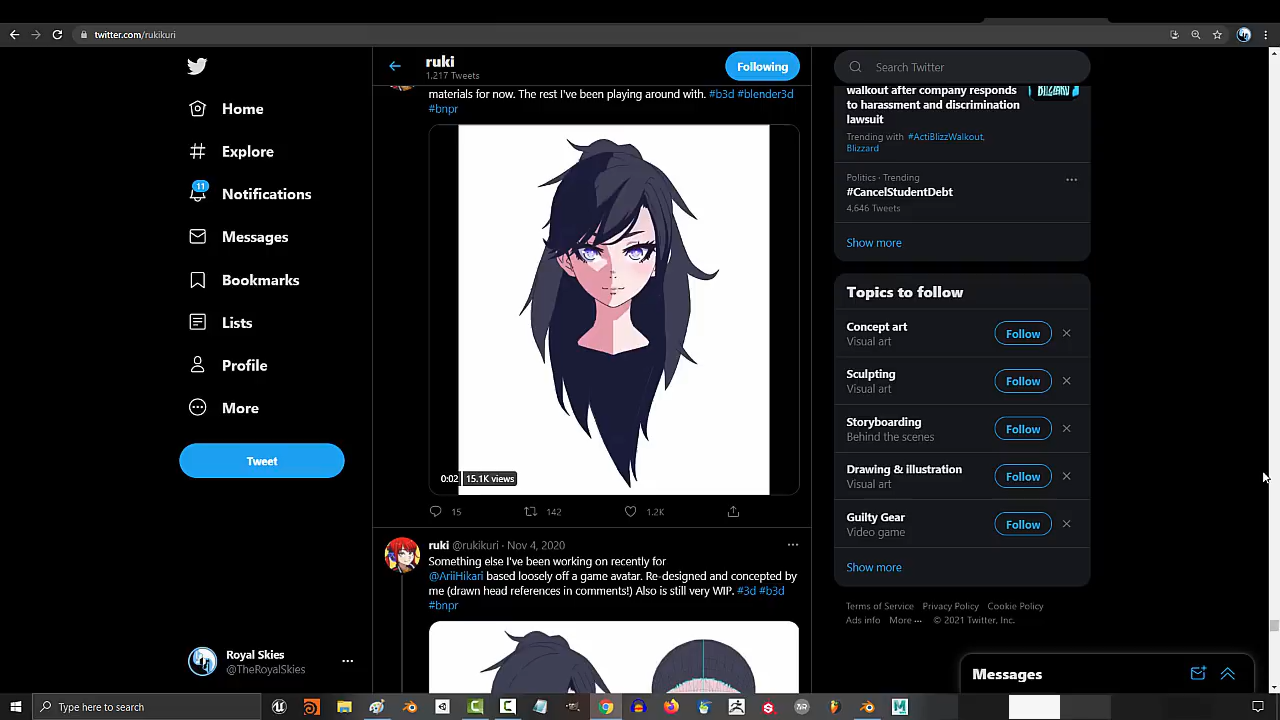 twitter.com/rukikuri
Home
Explore
11
Notifications
Messages
Bookmarks
Lists
Profile
More
Tweet
Royal Skies
@TheRoyalSkies
ruki
1,217 Tweets
Following
materials for now. The rest I've been playing around with. #b3d #blender3d
#bnpr
0:02
15.1K views
15
142
1.2K
ruki @rukikuri · Nov 4, 2020
Something else I've been working on recently for
@AriiHikari based loosely off a game avatar. Re-designed and concepted by
me (drawn head references in comments!) Also is still very WIP. #3d #b3d
#bnpr
Search Twitter
walkout after company responds
to harassment and discrimination
lawsuit
BLIZZARD
Trending with #ActiBlizzWalkout,
Blizzard
Politics · Trending
#CancelStudentDebt
4,646 Tweets
Show more
Topics to follow
Concept art
Visual art
Follow
Sculpting
Visual art
Follow
Storyboarding
Behind the scenes
Follow
Drawing & illustration
Visual art
Follow
Guilty Gear
Video game
Follow
Show more
Terms of Service Privacy Policy Cookie Policy
Ads info More ··· © 2021 Twitter, Inc.
Messages
Type here to search